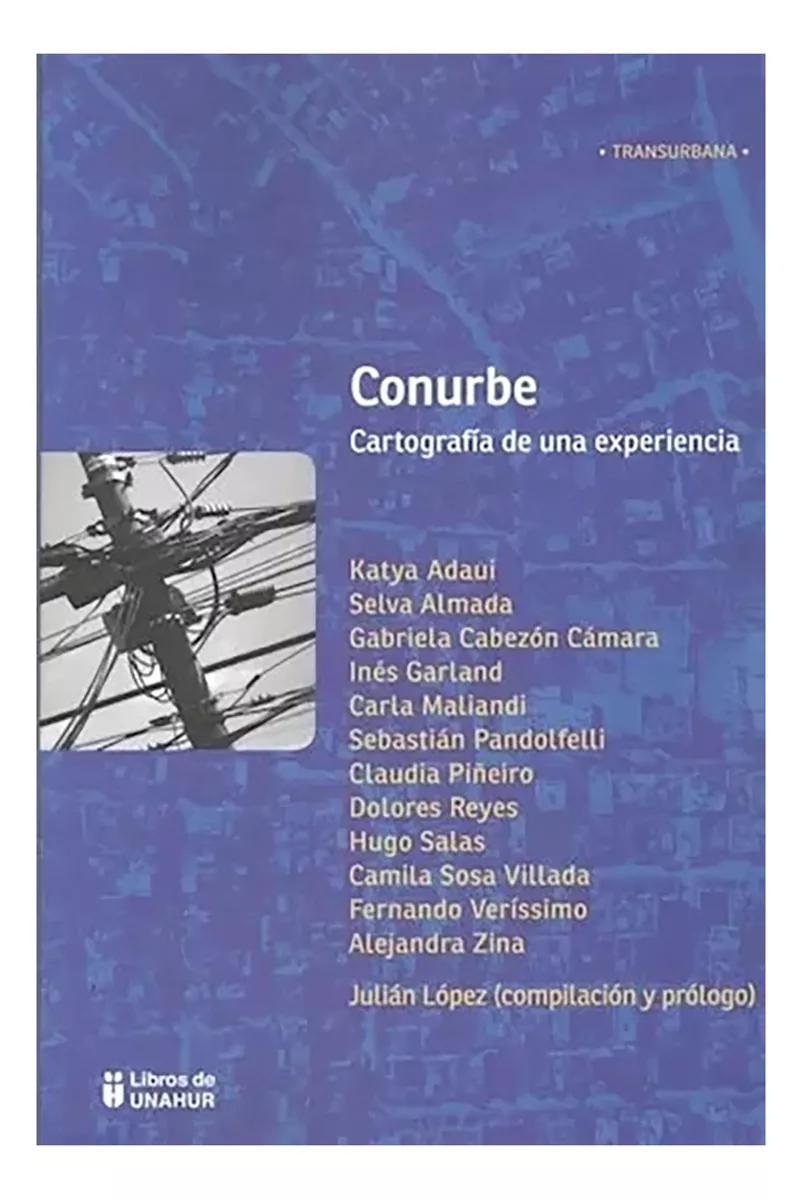 • TRANSURBANA •
Conurbe
Cartografía de una experiencia
Katya Adaui
Selva Almada
Gabriela Cabezón Cámara
Inés Garland
Carla Maliandi
Sebastián Pandolfelli
Claudia Piñeiro
Dolores Reyes
Hugo Salas
Camila Sosa Villada
Fernando Veríssimo
Alejandra Zina
Julián López (compilación y prólogo)
Libros de
UNAHUR